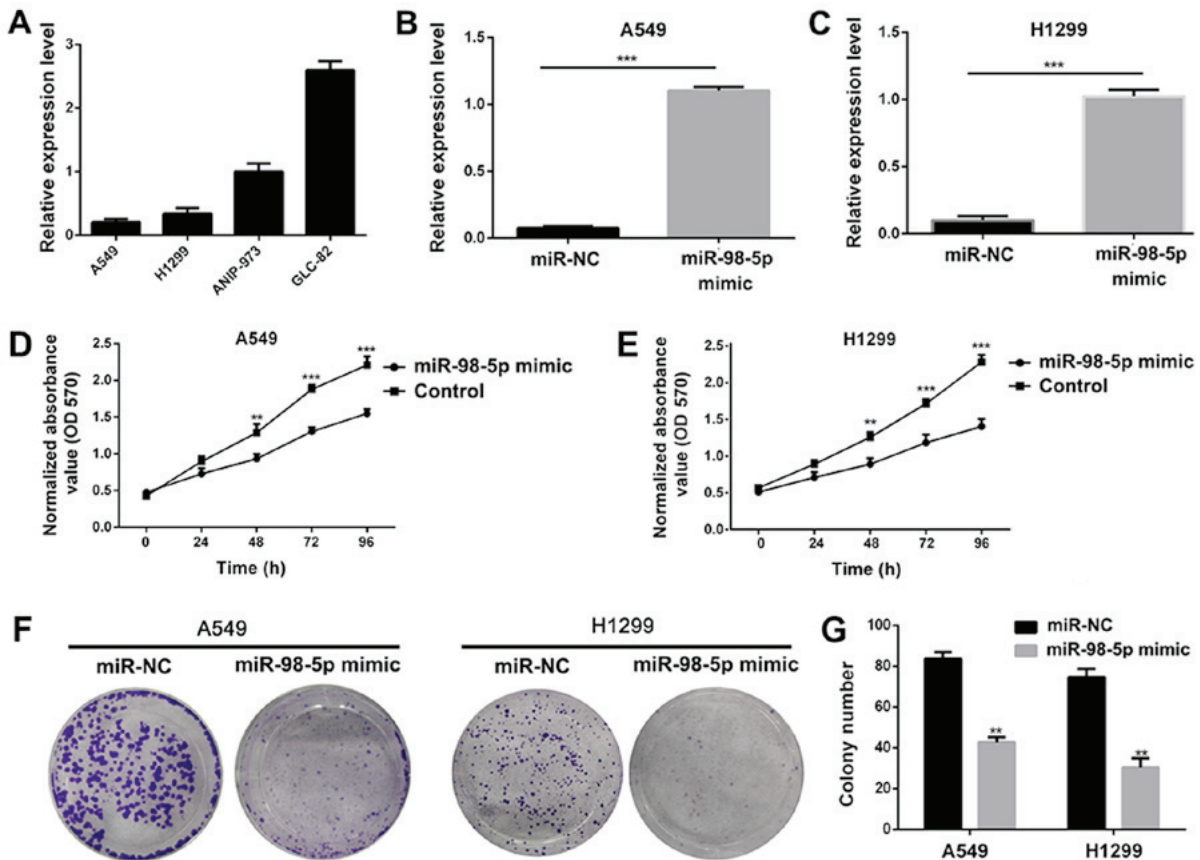 A
Relative expression level
3
2
1
0
A549
H1299
ANIP-973
GLC-82
B
A549
Relative expression level
1.5
1.0
0.5
0.0
***
miR-NC
miR-98-5p
mimic
C
H1299
Relative expression level
1.5
1.0
0.5
0.0
***
miR-NC
miR-98-5p
mimic
D
A549
Normalized absorbance
value (OD 570)
2.5
2.0
1.5
1.0
0.5
0.0
**
***
***
0
24
48
72
96
Time (h)
miR-98-5p mimic
Control
E
H1299
Normalized absorbance
value (OD 570)
2.5
2.0
1.5
1.0
0.5
0.0
**
***
***
0
24
48
72
96
Time (h)
miR-98-5p mimic
Control
F
A549
miR-NC
miR-98-5p mimic
H1299
miR-NC
miR-98-5p mimic
G
miR-NC
miR-98-5p mimic
Colony number
100
80
60
40
20
0
**
**
A549
H1299